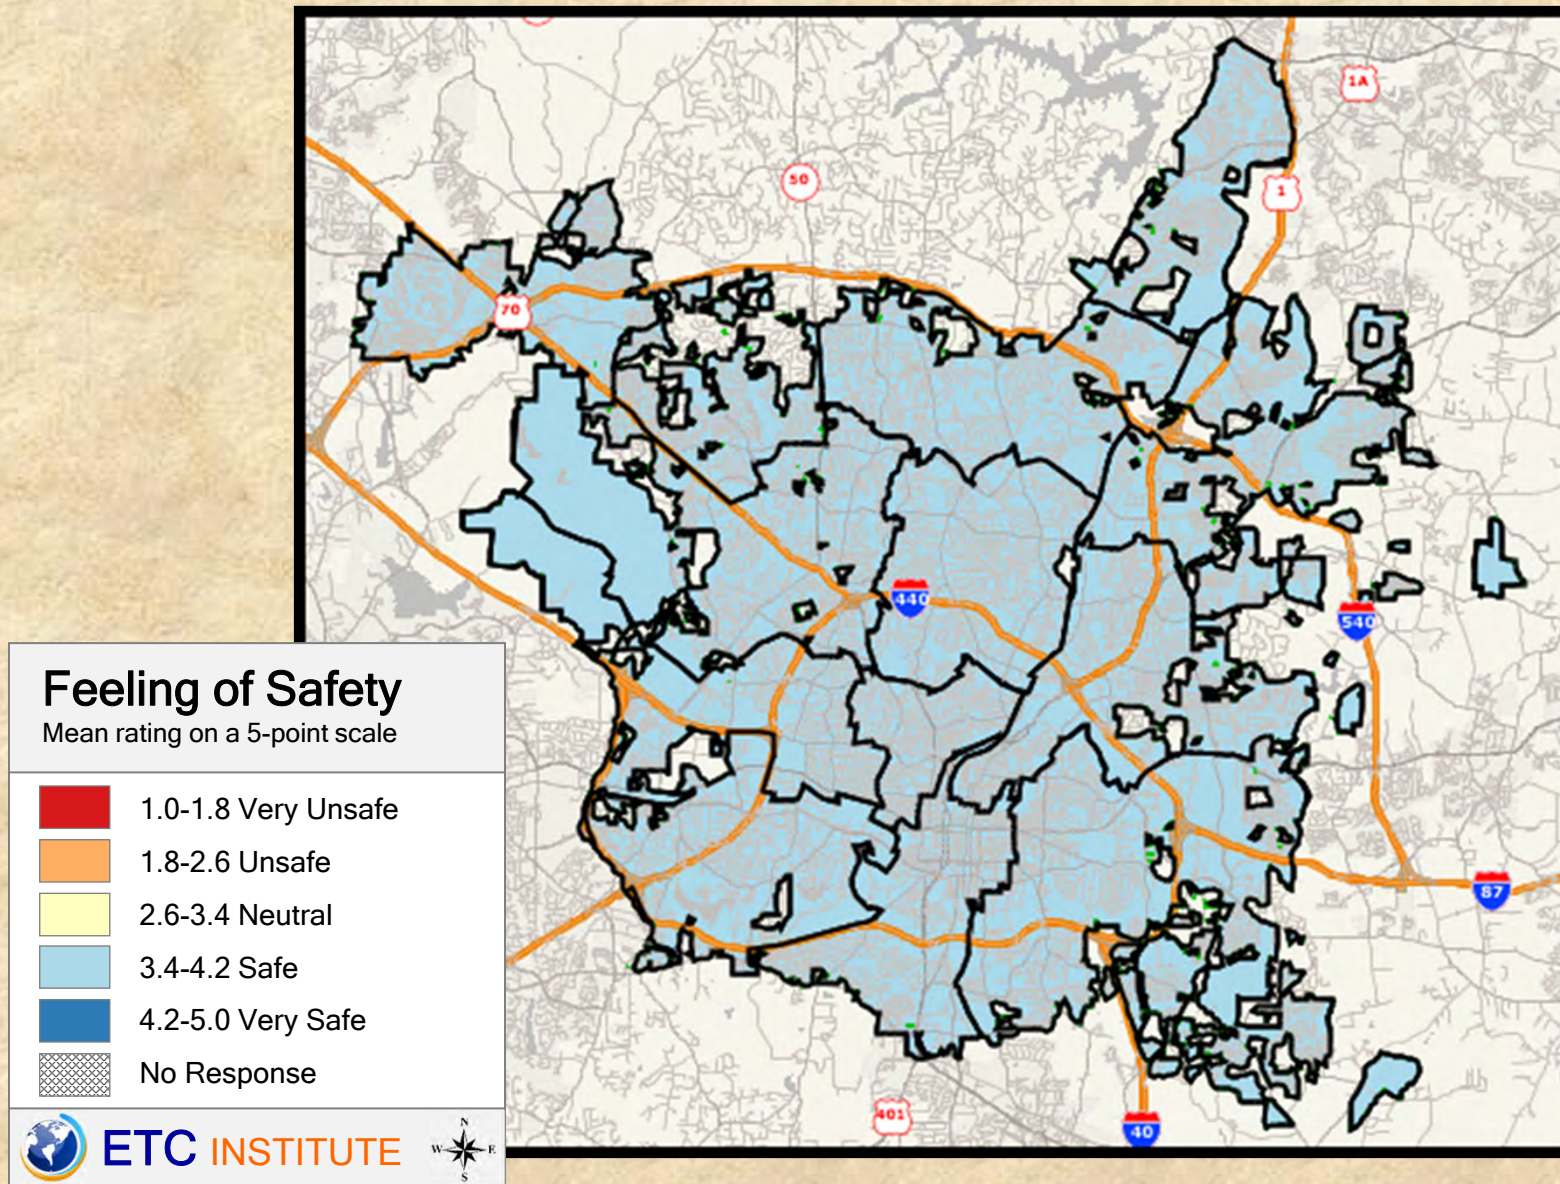 1A
50
1
70
440
540
Feeling of Safety
Mean rating on a 5-point scale
1.0-1.8 Very Unsafe
1.8-2.6 Unsafe
2.6-3.4 Neutral
3.4-4.2 Safe
4.2-5.0 Very Safe
No Response
87
401
40
ETC INSTITUTE
N
W E
S